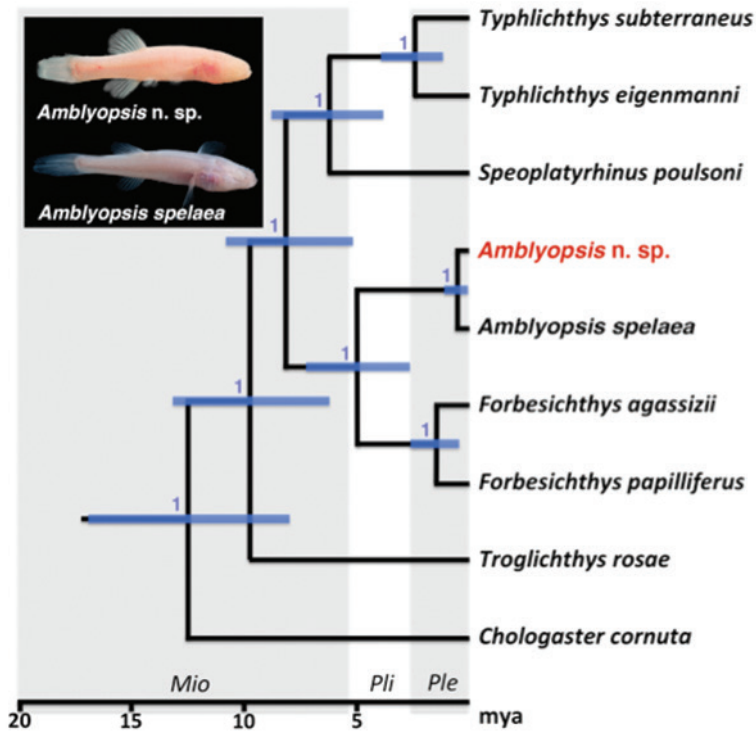 Amblyopsis n. sp.
Amblyopsis spelaea
Typhlichthys subterraneus
1
Typhlichthys eigenmanni
1
Speoplatyrhinus poulsoni
1
Amblyopsis n. sp.
1
Amblyopsis spelaea
1
Forbesichthys agassizii
1
1
Forbesichthys papilliferus
1
Troglichthys rosae
Chologaster cornuta
Mio Pli Ple
20 15 10 5 mya